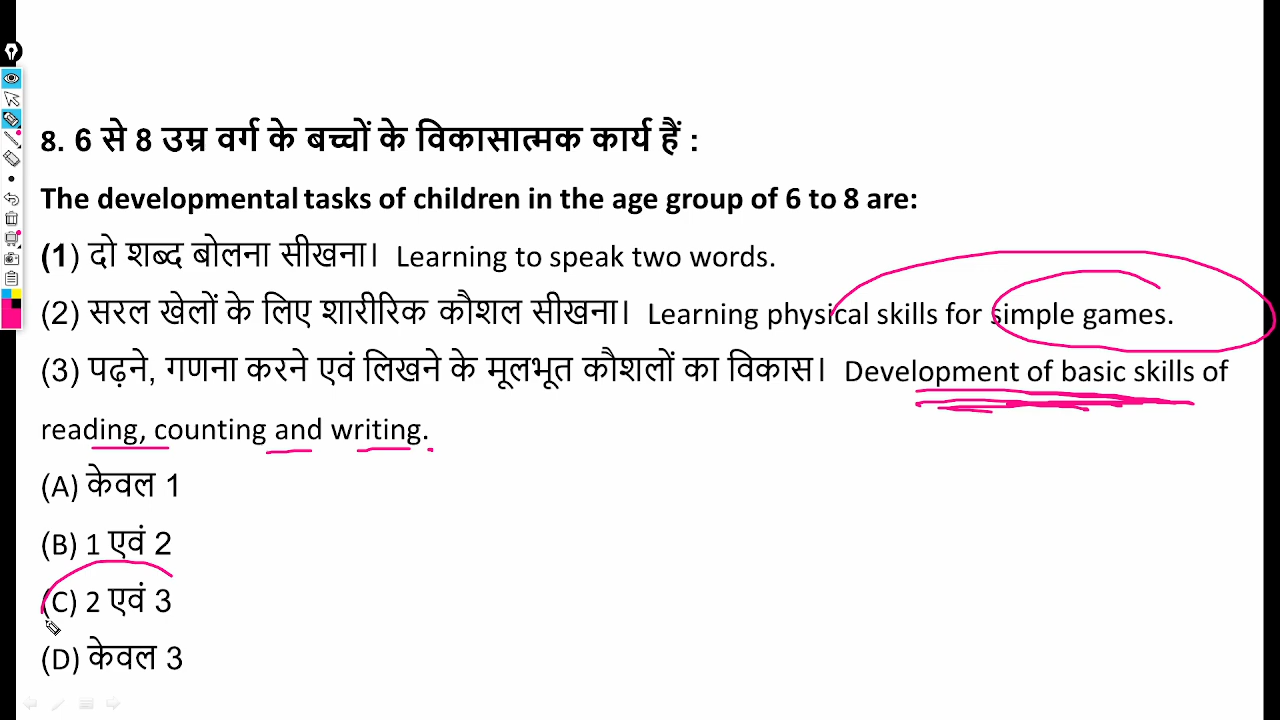 8. 6 से 8 उम्र वर्ग के बच्चों के विकासात्मक कार्य हैं :
The developmental tasks of children in the age group of 6 to 8 are:
(1) दो शब्द बोलना सीखना। Learning to speak two words.
(2) सरल खेलों के लिए शारीरिक कौशल सीखना। Learning physical skills for simple games.
(3) पढ़ने, गणना करने एवं लिखने के मूलभूत कौशलों का विकास। Development of basic skills of
reading, counting and writing.
(A) केवल 1
(B) 1 एवं 2
(C) 2 एवं 3
(D) केवल 3